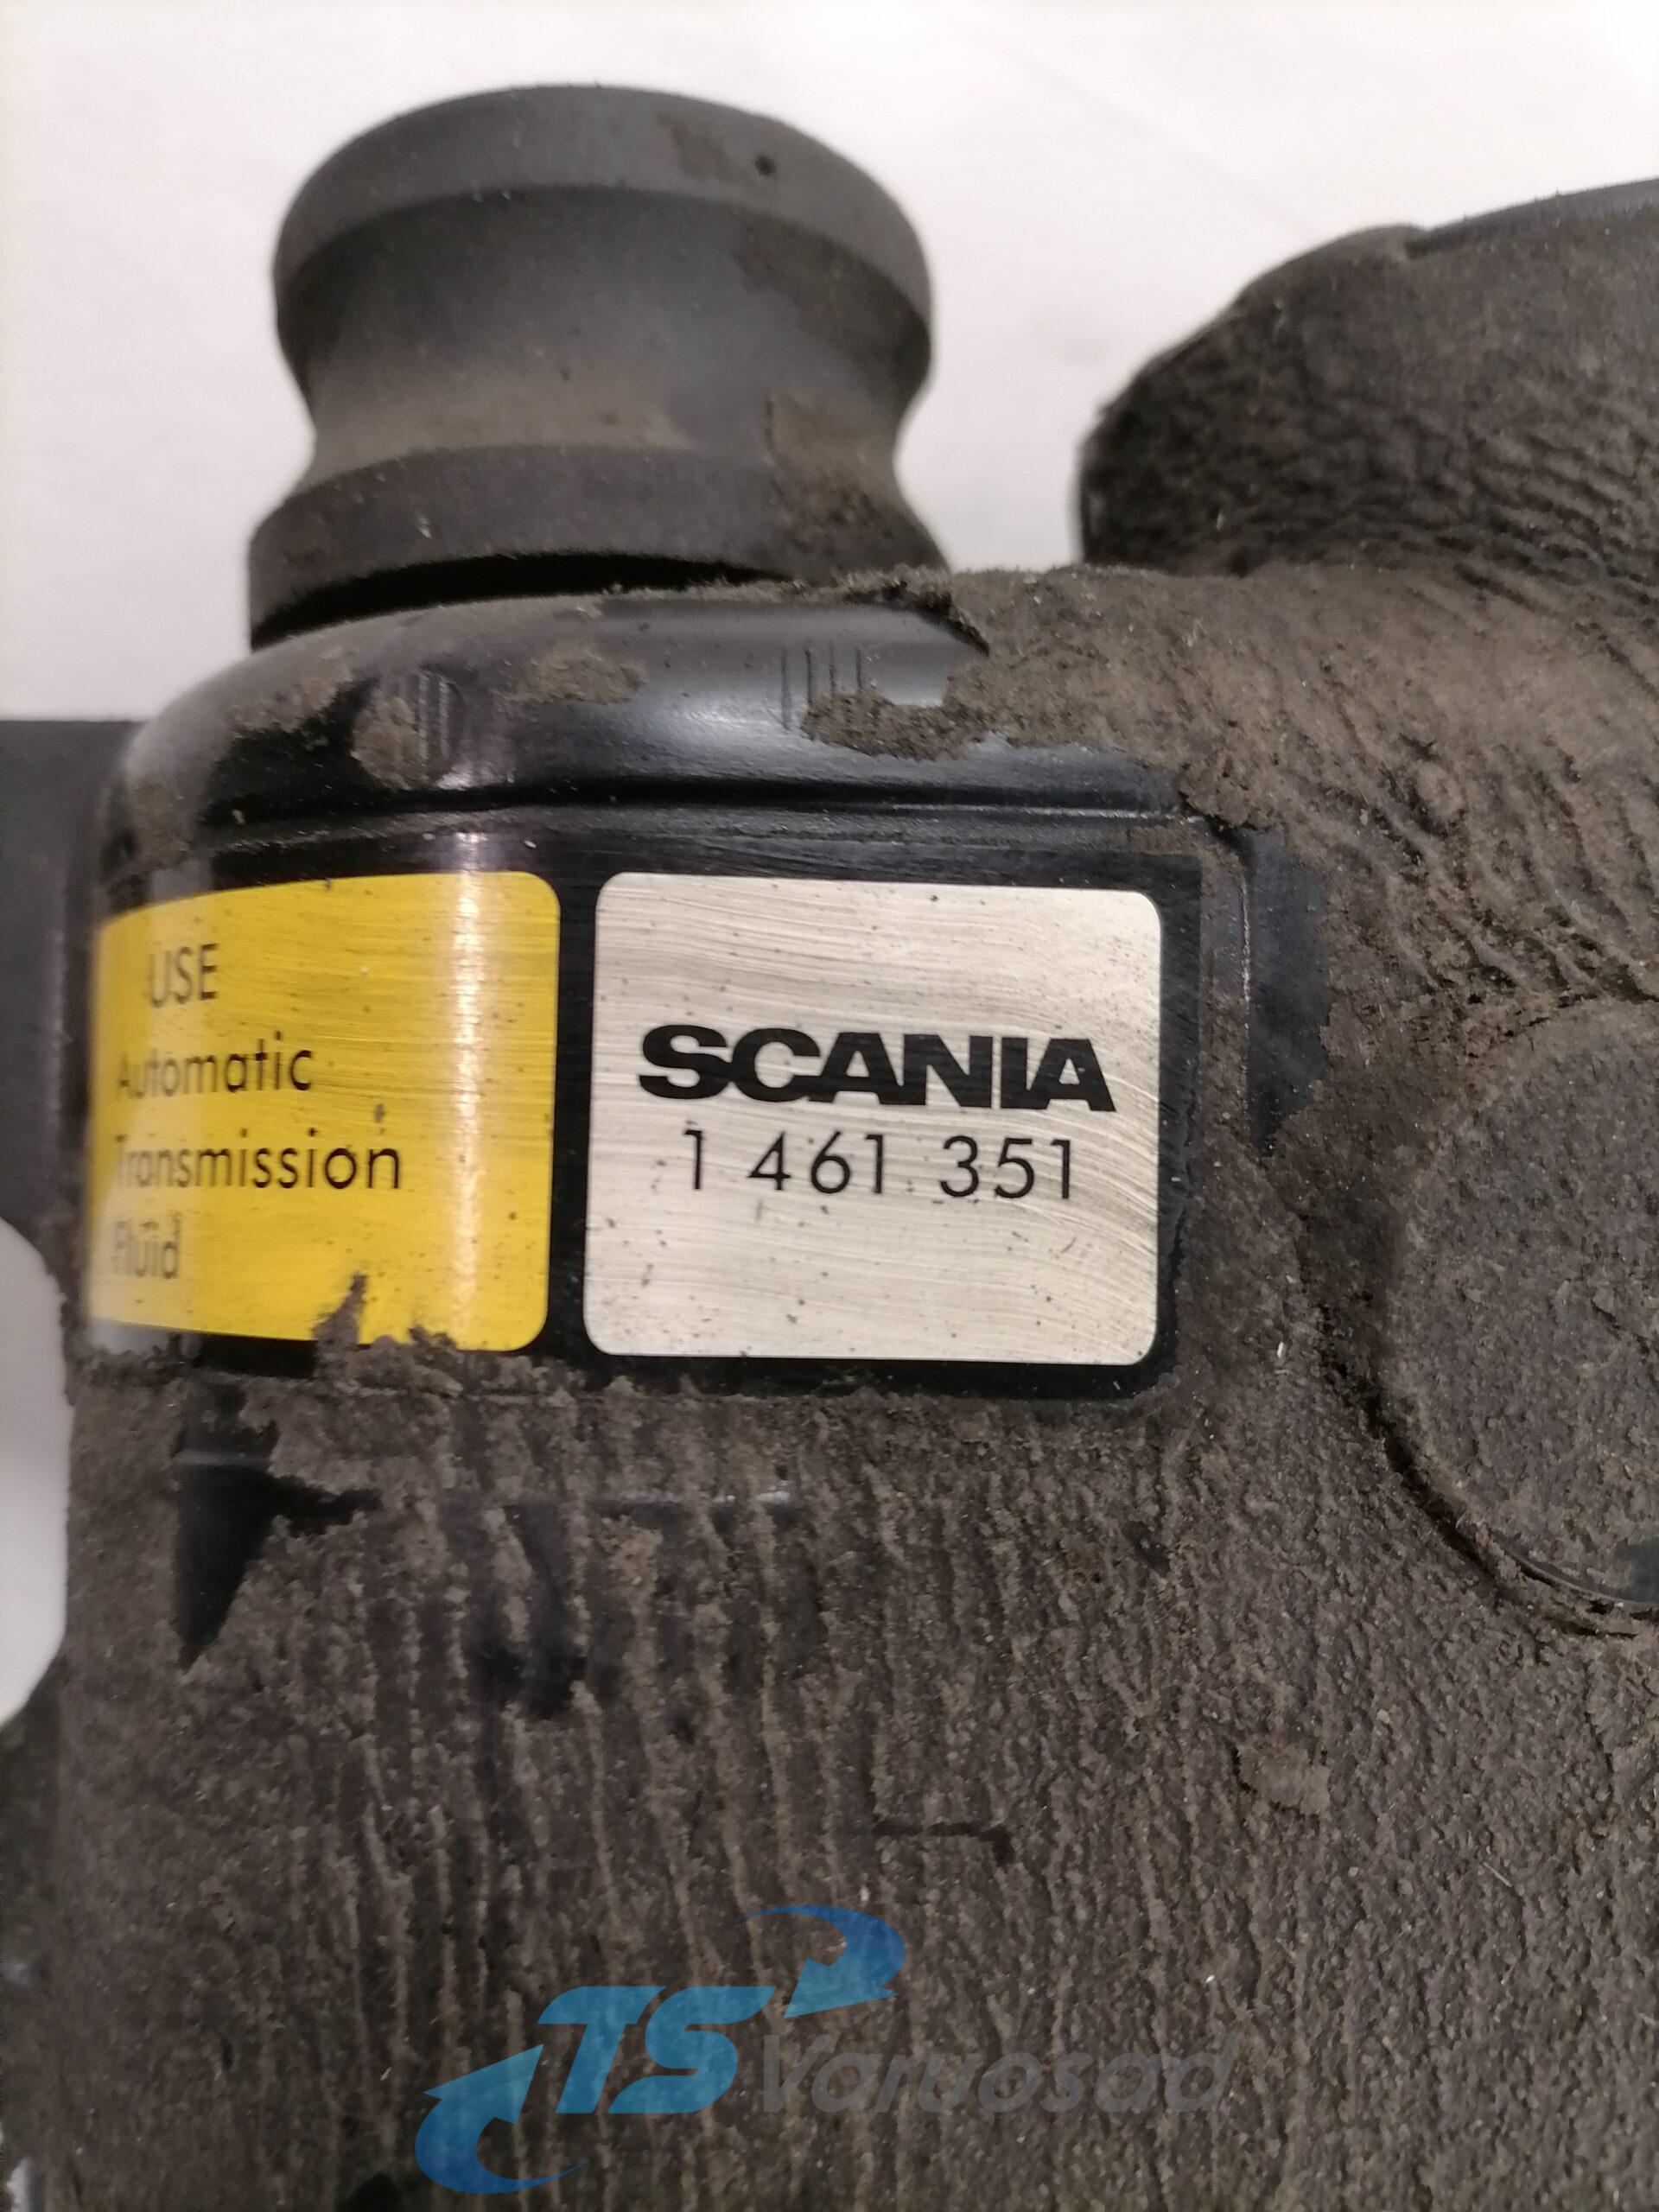 USE
Automatic
Transmission
Fluid
SCANIA
1 461 351
TS Varuosad